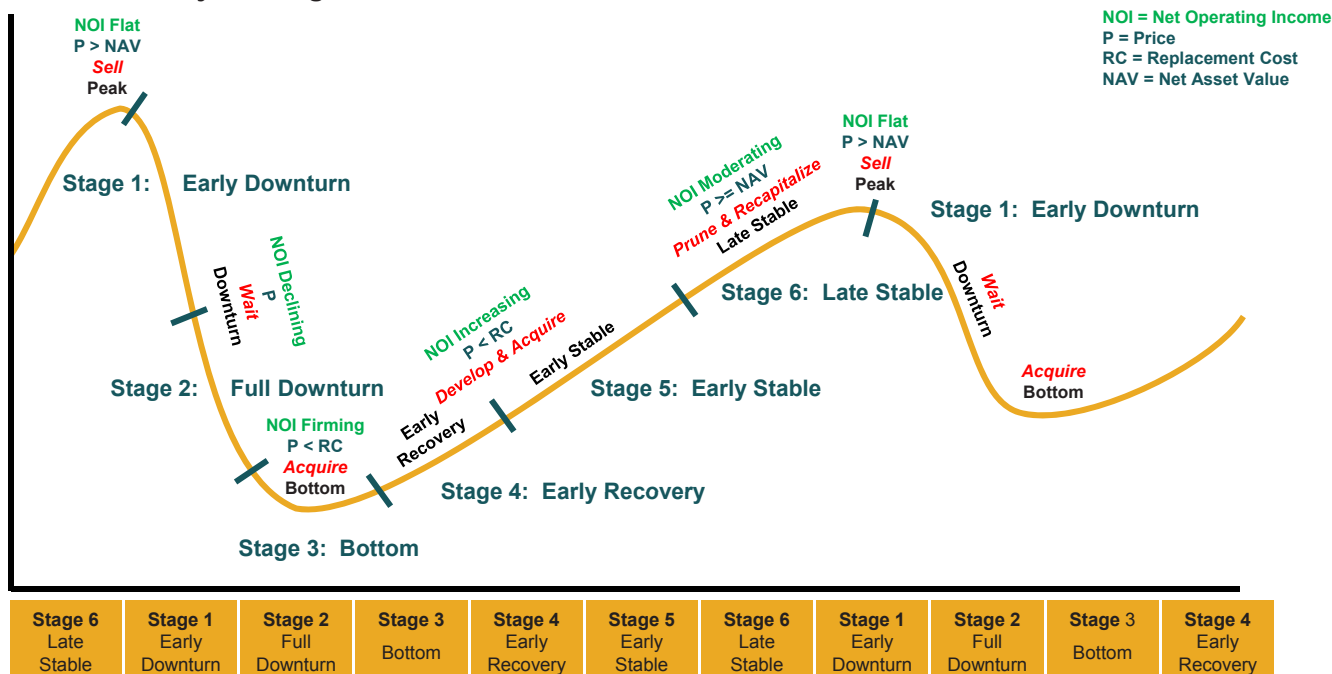 NOI = Net Operating Income
P = Price
RC = Replacement Cost
NAV = Net Asset Value
NOI Flat
P > NAV
Sell
Peak
Stage 1: Early Downturn
NOI Declining
P
Wait
Downturn
Stage 2: Full Downturn
NOI Firming
P < RC
Acquire
Bottom
Stage 3: Bottom
NOI Increasing
P < RC
Develop & Acquire
Early
Recovery
Stage 4: Early Recovery
Early Stable
Stage 5: Early Stable
NOI Moderating
P >= NAV
Prune & Recapitalize
Late Stable
Stage 6: Late Stable
NOI Flat
P > NAV
Sell
Peak
Stage 1: Early Downturn
Wait
Downturn
Acquire
Bottom
Stage 6
Late
Stable
Stage 1
Early
Downturn
Stage 2
Full
Downturn
Stage 3
Bottom
Stage 4
Early
Recovery
Stage 5
Early
Stable
Stage 6
Late
Stable
Stage 1
Early
Downturn
Stage 2
Full
Downturn
Stage 3
Bottom
Stage 4
Early
Recovery